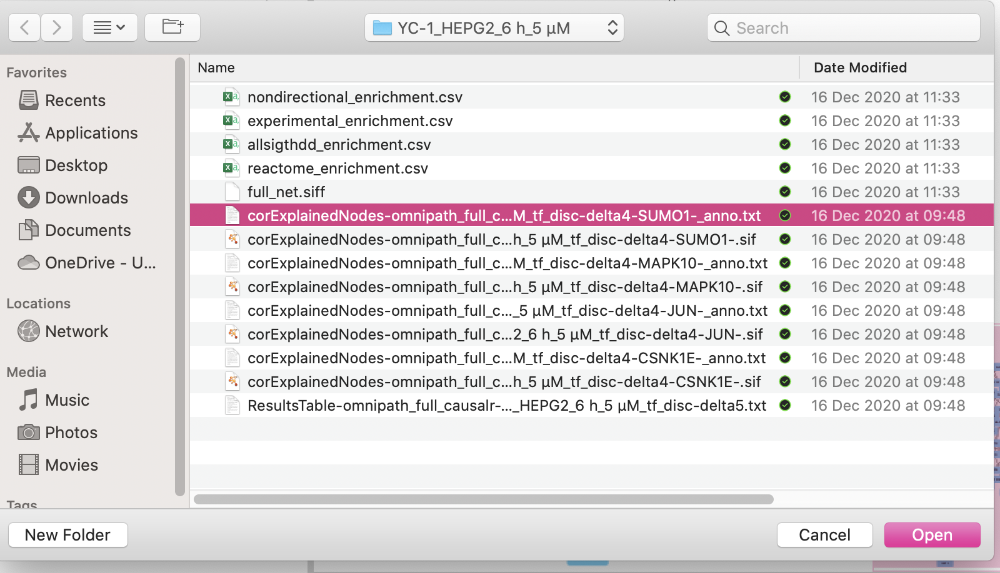 YC-1_HEPG2_6 h_5 µM
Search
Favorites
Recents
Applications
Desktop
Downloads
Documents
OneDrive - U...
Locations
Network
Media
Music
Photos
Movies
Tags
Name Date Modified
nondirectional_enrichment.csv 16 Dec 2020 at 11:33
experimental_enrichment.csv 16 Dec 2020 at 11:33
allsigthdd_enrichment.csv 16 Dec 2020 at 11:33
reactome_enrichment.csv 16 Dec 2020 at 11:33
full_net.siff 16 Dec 2020 at 11:33
corExplainedNodes-omnipath_full_c...M_tf_disc-delta4-SUMO1-_anno.txt 16 Dec 2020 at 09:48
corExplainedNodes-omnipath_full_c...h_5 µM_tf_disc-delta4-SUMO1-.sif 16 Dec 2020 at 09:48
corExplainedNodes-omnipath_full_c...M_tf_disc-delta4-MAPK10-_anno.txt 16 Dec 2020 at 09:48
corExplainedNodes-omnipath_full_c...h_5 µM_tf_disc-delta4-MAPK10-.sif 16 Dec 2020 at 09:48
corExplainedNodes-omnipath_full_c..._5 µM_tf_disc-delta4-JUN-_anno.txt 16 Dec 2020 at 09:48
corExplainedNodes-omnipath_full_c...2_6 h_5 µM_tf_disc-delta4-JUN-.sif 16 Dec 2020 at 09:48
corExplainedNodes-omnipath_full_c...M_tf_disc-delta4-CSNK1E-_anno.txt 16 Dec 2020 at 09:48
corExplainedNodes-omnipath_full_c...h_5 µM_tf_disc-delta4-CSNK1E-.sif 16 Dec 2020 at 09:48
ResultsTable-omnipath_full_causalr-..._HEPG2_6 h_5 µM_tf_disc-delta5.txt 16 Dec 2020 at 09:48
New Folder
Cancel
Open